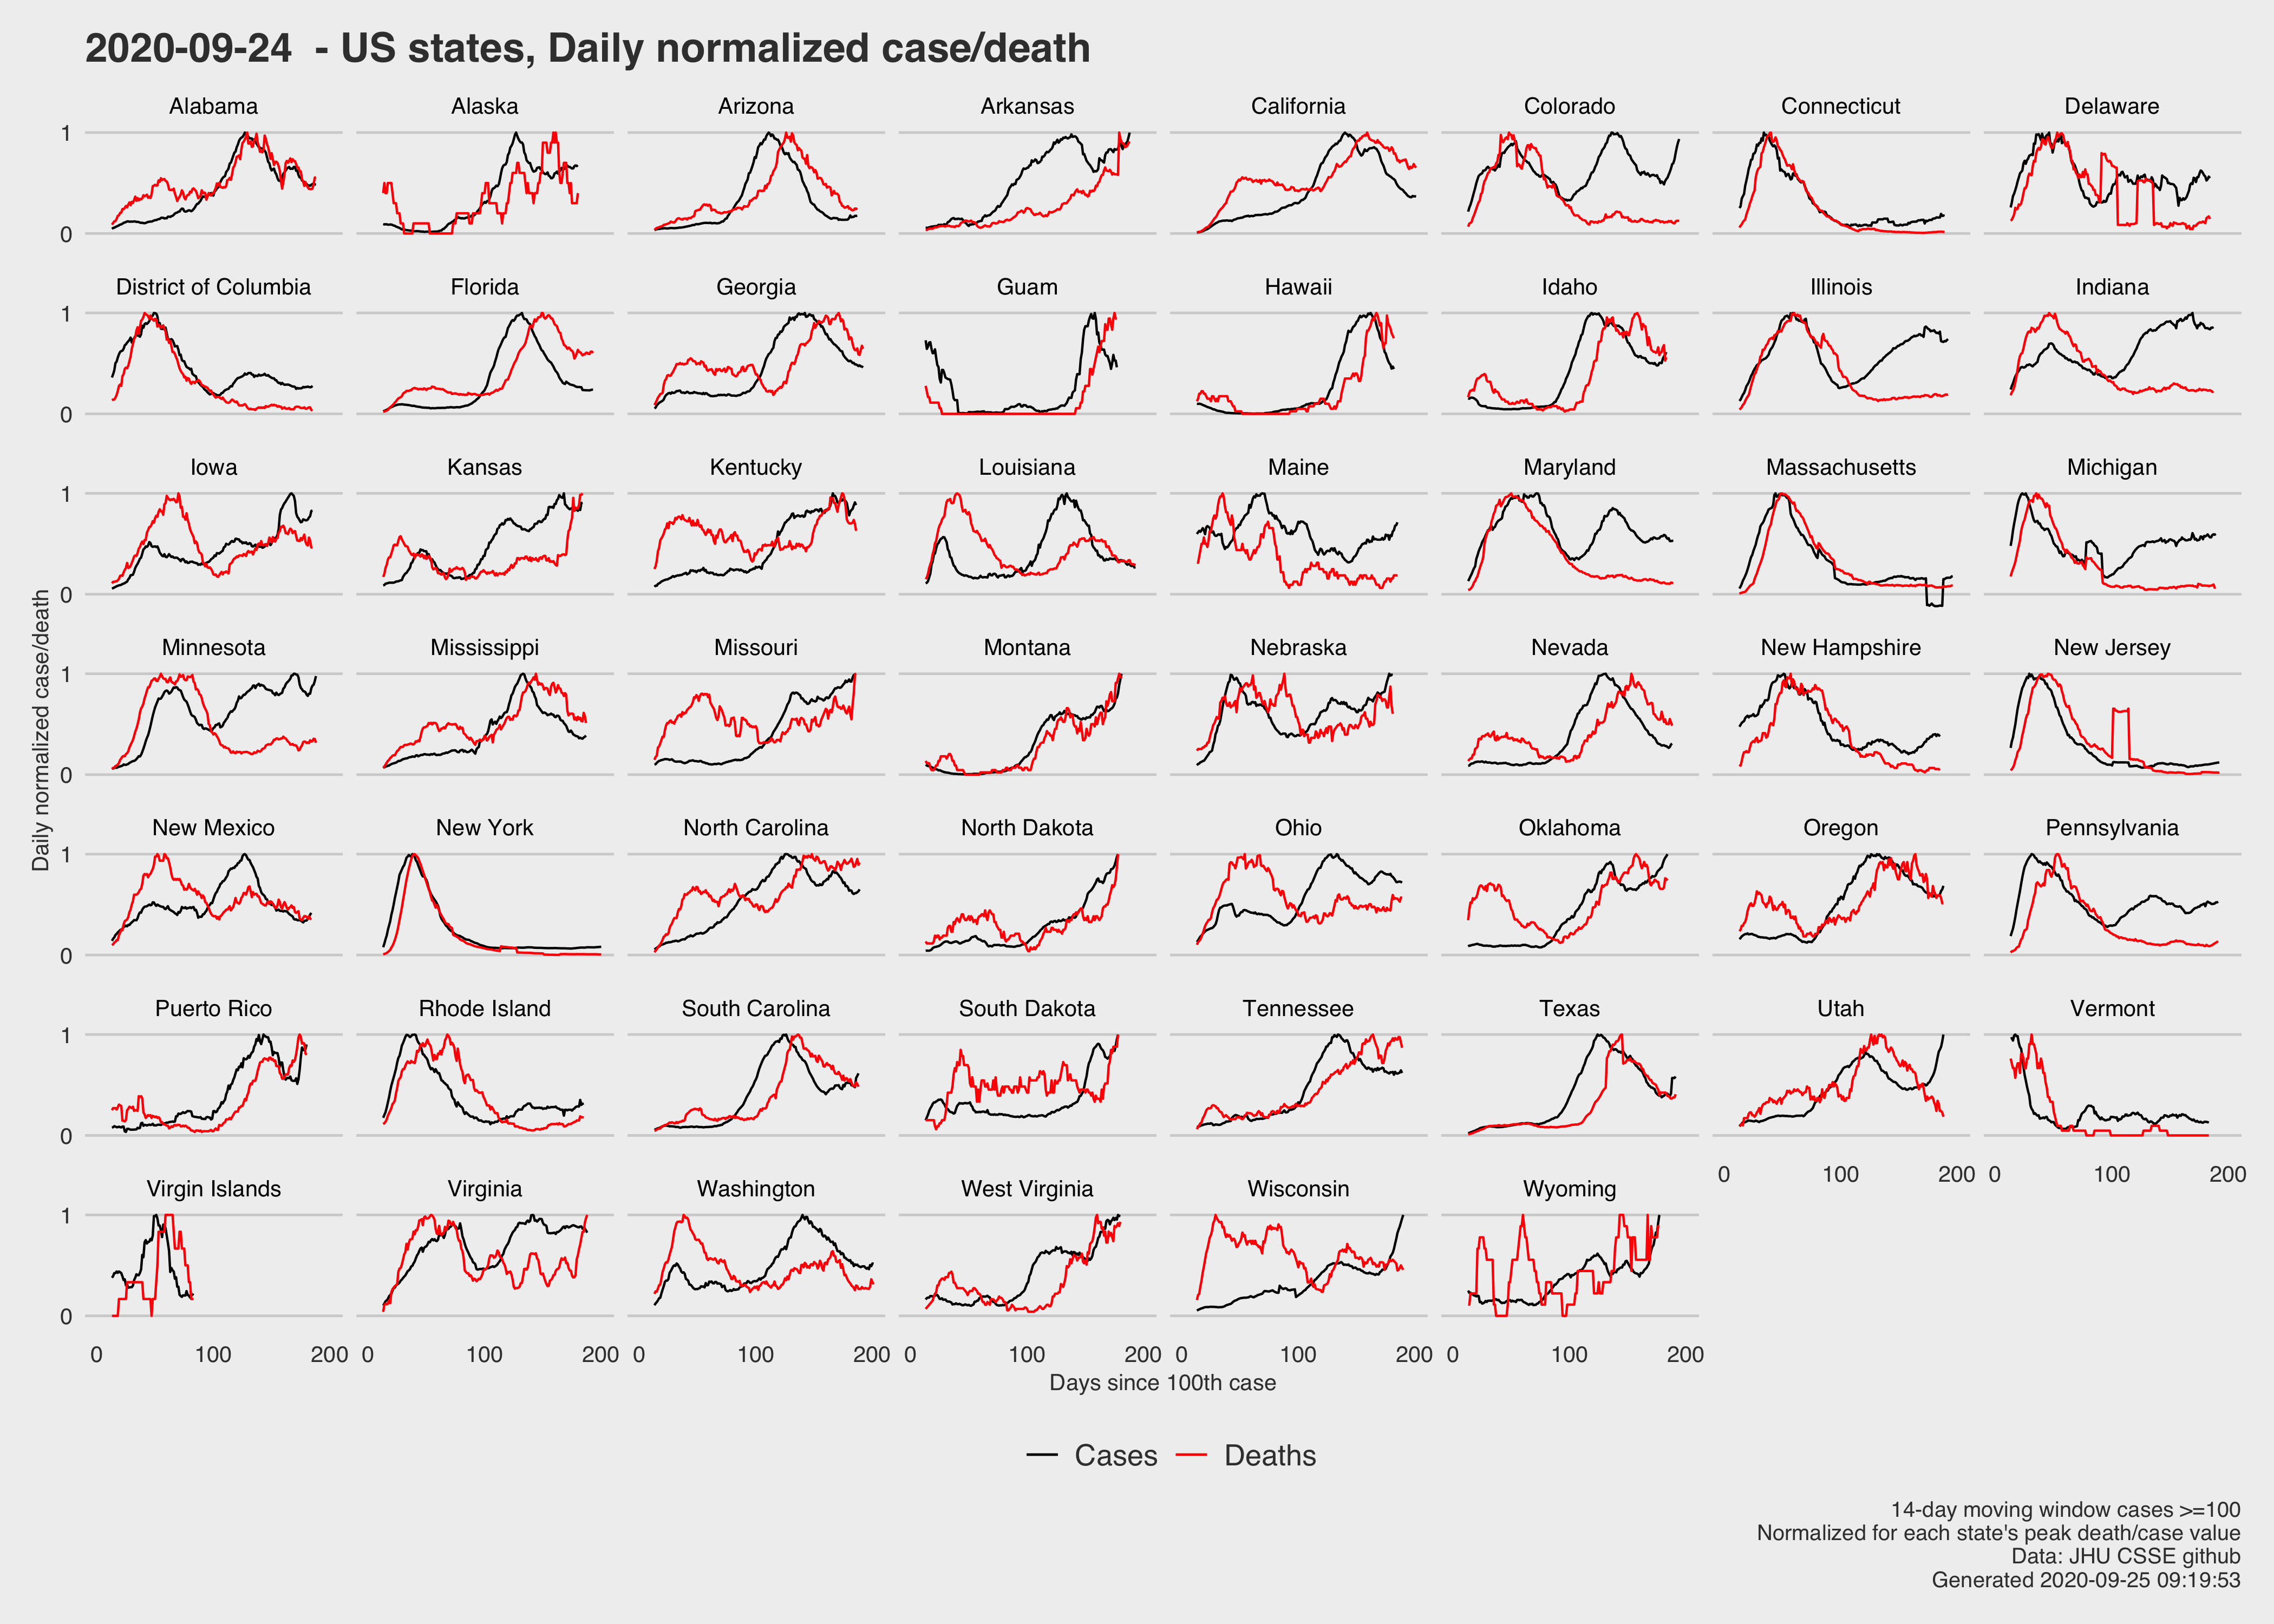 2020-09-24  - US states, Daily normalized case/death
Alabama Alaska Arizona Arkansas California Colorado Connecticut Delaware
1
0
District of Columbia Florida Georgia Guam Hawaii Idaho Illinois Indiana
1
0
Iowa Kansas Kentucky Louisiana Maine Maryland Massachusetts Michigan
1
0
Daily normalized case/death
Minnesota Mississippi Missouri Montana Nebraska Nevada New Hampshire New Jersey
1
0
New Mexico New York North Carolina North Dakota Ohio Oklahoma Oregon Pennsylvania
1
0
Puerto Rico Rhode Island South Carolina South Dakota Tennessee Texas Utah Vermont
1
0
0 100 200 0 100 200
Virgin Islands Virginia Washington West Virginia Wisconsin Wyoming
1
0
0 100 200 0 100 200 0 100 200 0 100 200 0 100 200 0 100 200
Days since 100th case
Cases Deaths
14-day moving window cases >=100
Normalized for each state's peak death/case value
Data: JHU CSSE github
Generated 2020-09-25 09:19:53